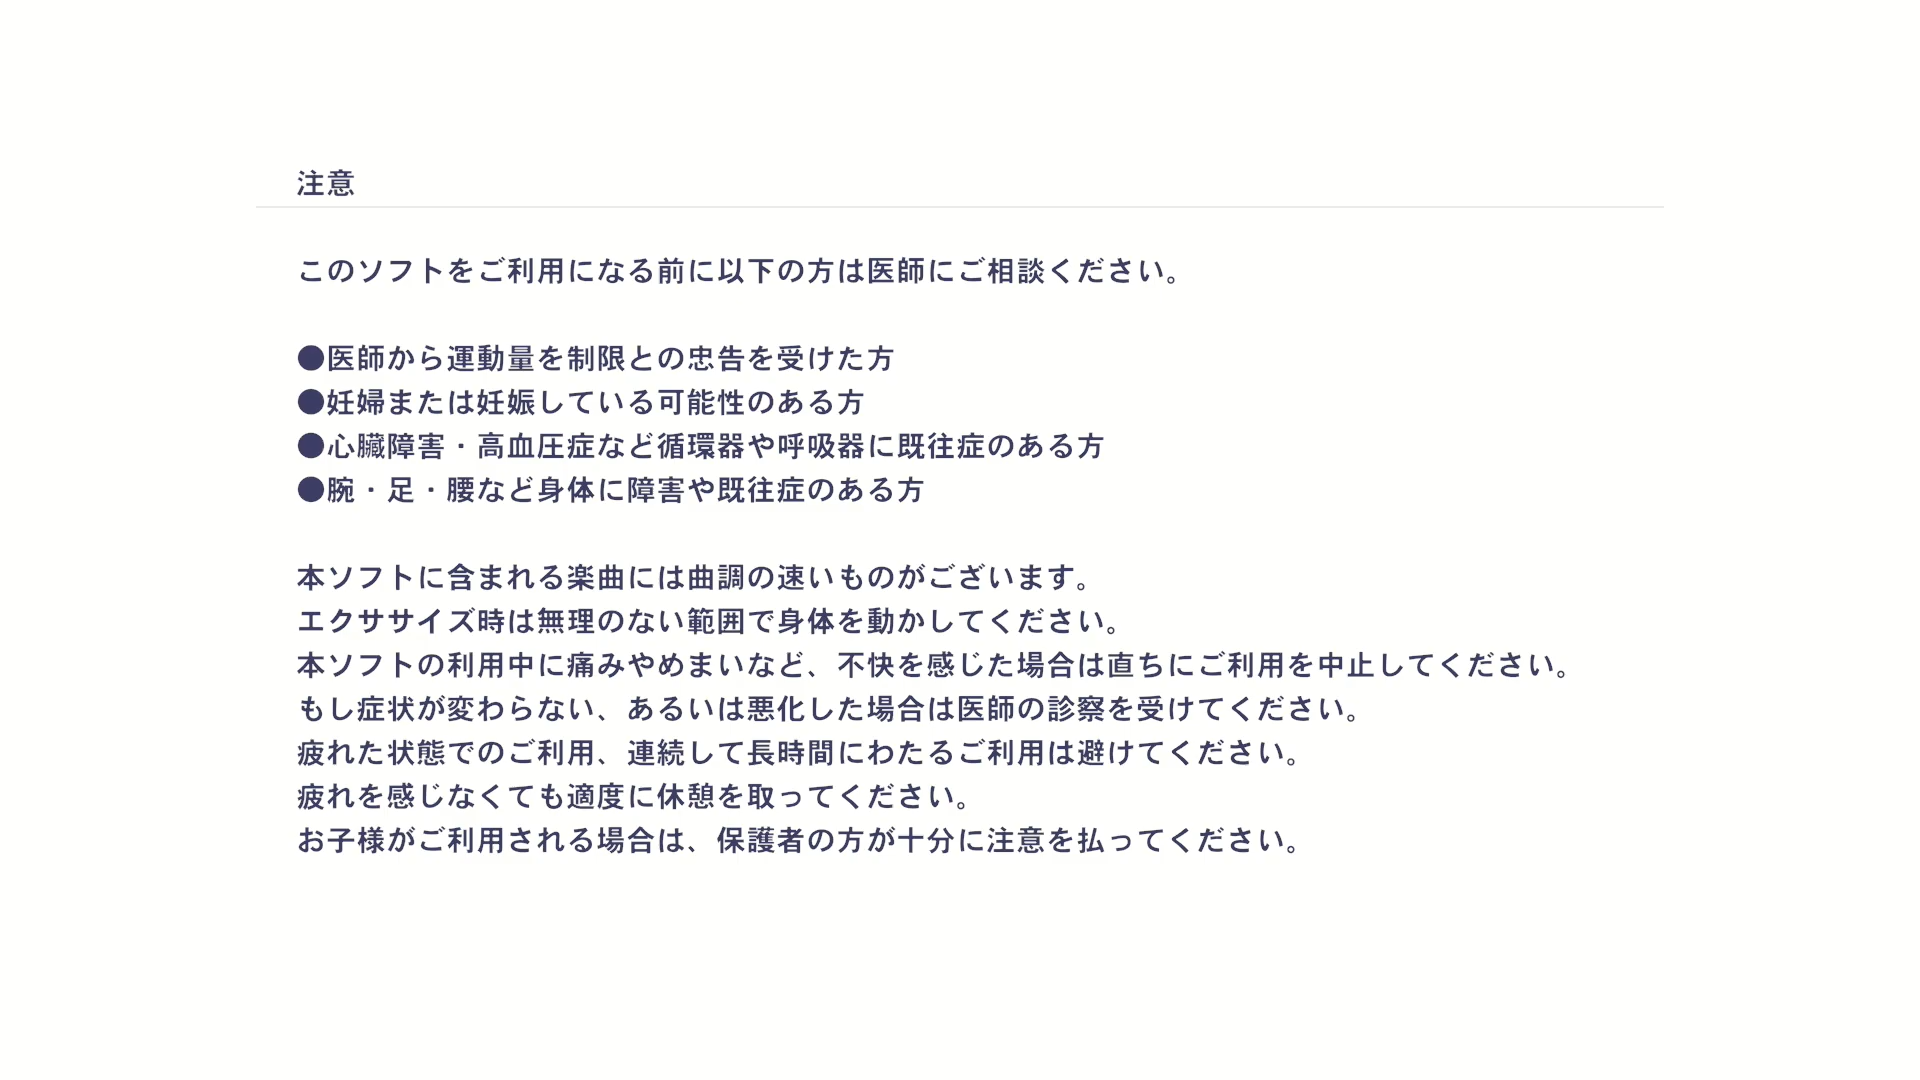 注意
このソフトをご利用になる前に以下の方は医師にご相談ください。
●医師から運動量を制限との忠告を受けた方
●妊婦または妊娠している可能性のある方
●心臓障害・高血圧症など循環器や呼吸器に既往症のある方
●腕・足・腰など身体に障害や既往症のある方
本ソフトに含まれる楽曲には曲調の速いものがございます。
エクササイズ時は無理のない範囲で身体を動かしてください。
本ソフトの利用中に痛みやめまいなど、不快を感じた場合は直ちにご利用を中止してください。
もし症状が変わらない、あるいは悪化した場合は医師の診察を受けてください。
疲れた状態でのご利用、連続して長時間にわたるご利用は避けてください。
疲れを感じなくても適度に休憩を取ってください。
お子様がご利用される場合は、保護者の方が十分に注意を払ってください。